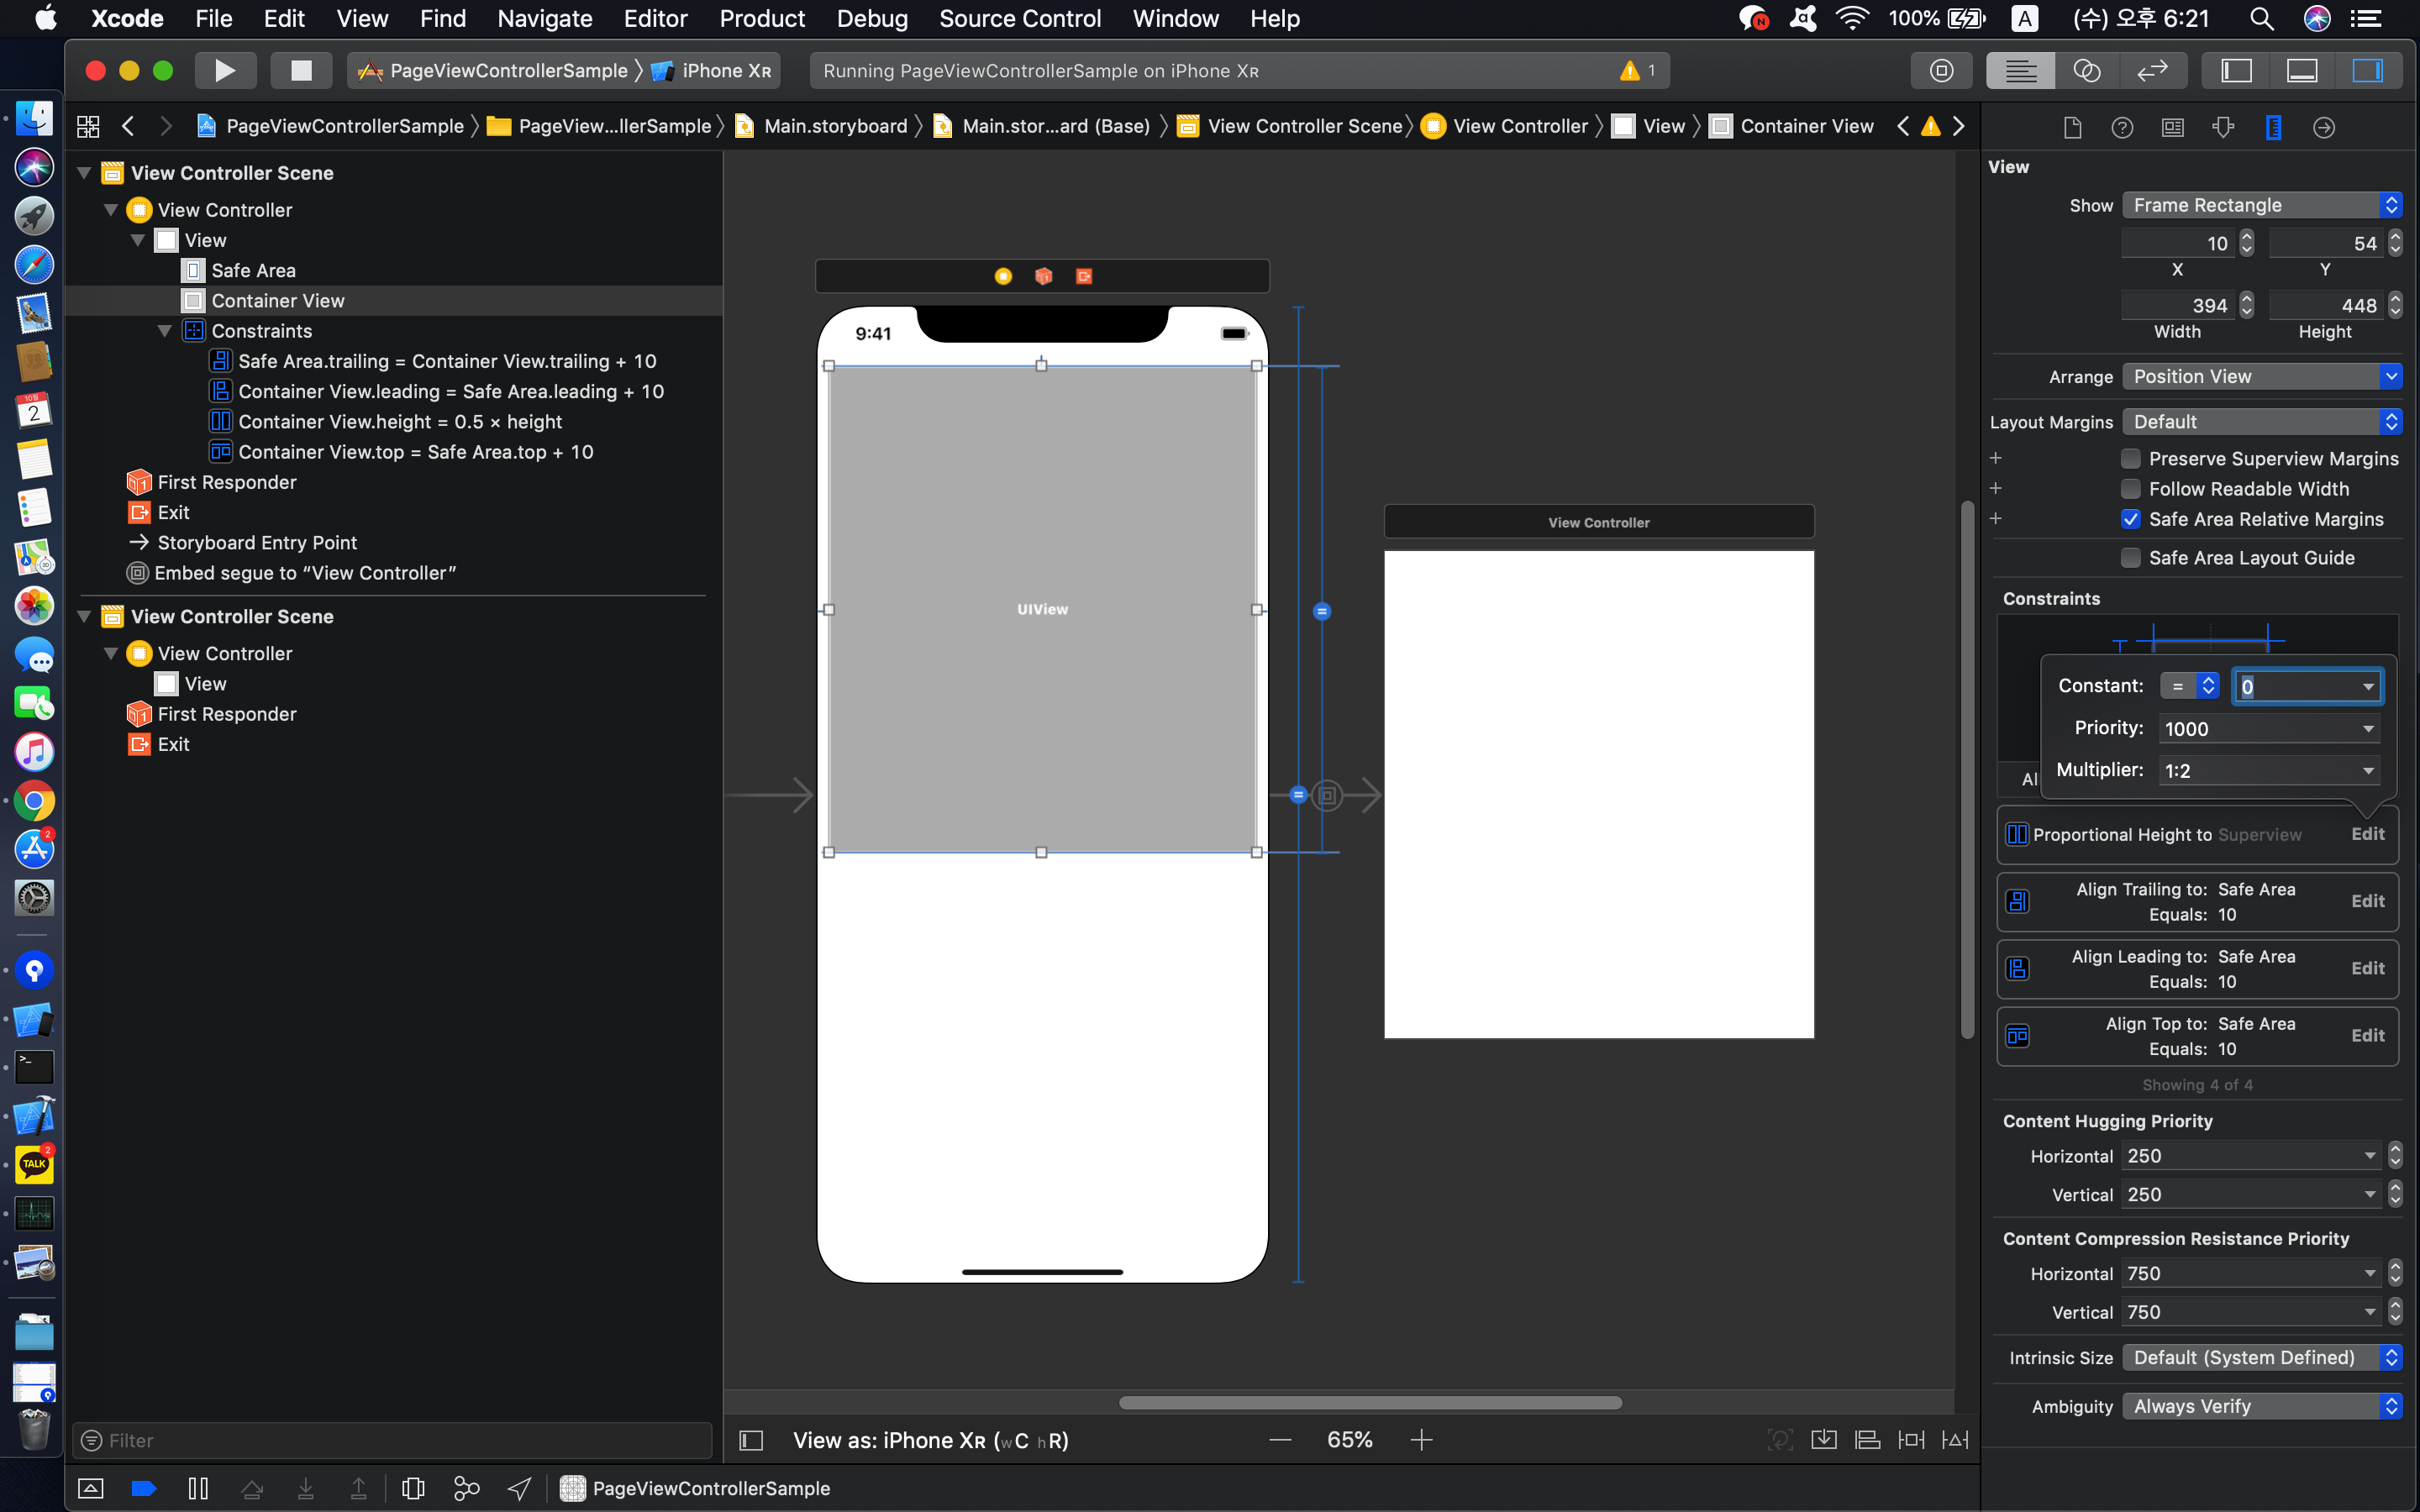 Xcode File Edit View Find Navigate Editor Product Debug Source Control Window Help 100% A (수) 오후 6:21
PageViewControllerSample iPhone XR Running PageViewControllerSample on iPhone XR 1
PageViewControllerSample PageView...llerSample Main.storyboard Main.stor...ard (Base) View Controller Scene View Controller View Container View
View Controller Scene
View Controller
View
Safe Area
Container View
Constraints
Safe Area.trailing = Container View.trailing + 10
Container View.leading = Safe Area.leading + 10
Container View.height = 0.5 × height
Container View.top = Safe Area.top + 10
First Responder
Exit
Storyboard Entry Point
Embed segue to “View Controller”
View Controller Scene
View Controller
View
First Responder
Exit
Filter
9:41
UIView
View Controller
View as: iPhone XR (wC hR)
65%
PageViewControllerSample
View
Show Frame Rectangle
10 54
X Y
394 448
Width Height
Arrange Position View
Layout Margins Default
Preserve Superview Margins
Follow Readable Width
Safe Area Relative Margins
Safe Area Layout Guide
Constraints
Constant: = 0
Priority: 1000
Multiplier: 1:2
Al
Proportional Height to Superview Edit
Align Trailing to: Safe Area
Equals: 10
Edit
Align Leading to: Safe Area
Equals: 10
Edit
Align Top to: Safe Area
Equals: 10
Edit
Showing 4 of 4
Content Hugging Priority
Horizontal 250
Vertical 250
Content Compression Resistance Priority
Horizontal 750
Vertical 750
Intrinsic Size Default (System Defined)
Ambiguity Always Verify
10월
2
2
TALK
2